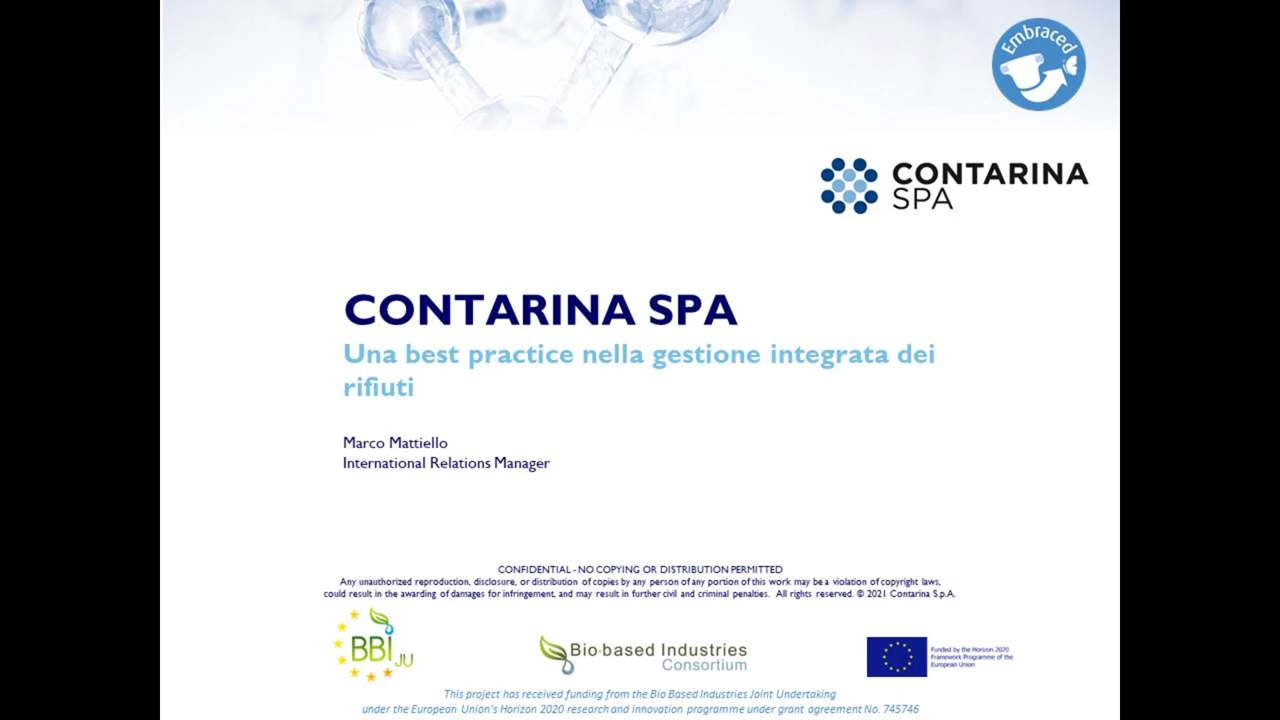 Embraced
CONTARINA
SPA
CONTARINA SPA
Una best practice nella gestione integrata dei
rifiuti
Marco Mattiello
International Relations Manager
CONFIDENTIAL - NO COPYING OR DISTRIBUTION PERMITTED
Any unauthorized reproduction, disclosure, or distribution of copies by any person of any portion of this work may be a violation of copyright laws,
could result in the awarding of damages for infringement, and may result in further civil and criminal penalties. All rights reserved. © 2021 Contarina S.p.A.
BBI JU
Bio-based Industries
Consortium
Funded by the Horizon 2020
Framework Programme of the
European Union
This project has received funding from the Bio Based Industries Joint Undertaking
under the European Union's Horizon 2020 research and innovation programme under grant agreement No. 745746